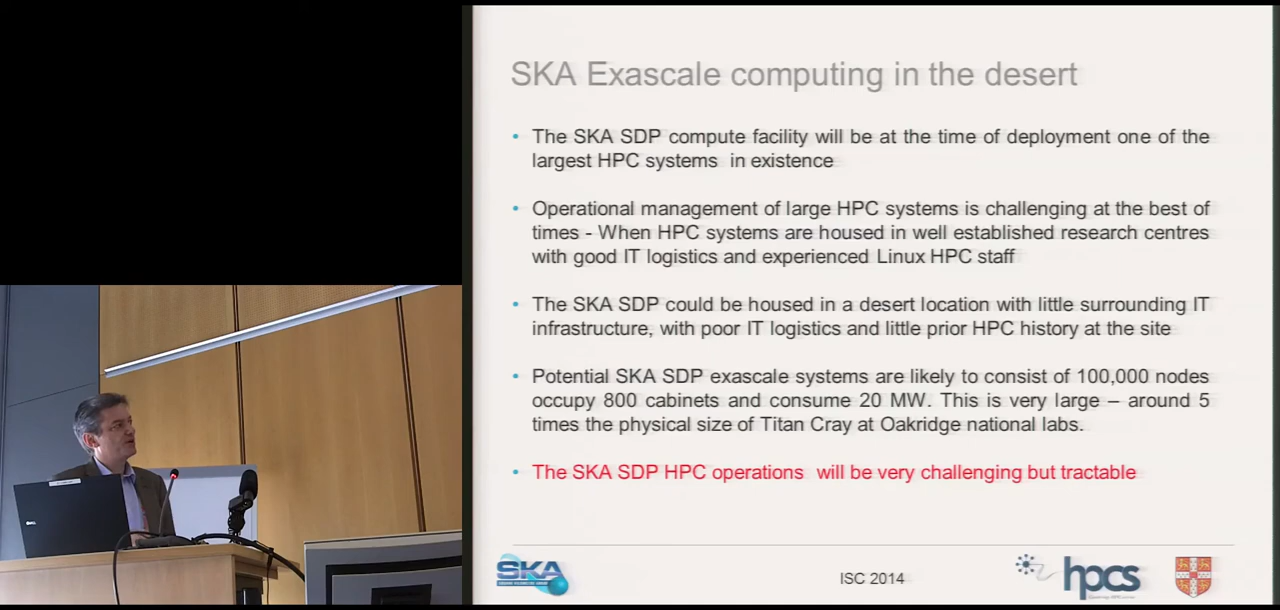 SKA Exascale computing in the desert
• The SKA SDP compute facility will be at the time of deployment one of the
largest HPC systems in existence
• Operational management of large HPC systems is challenging at the best of
times - When HPC systems are housed in well established research centres
with good IT logistics and experienced Linux HPC staff
• The SKA SDP could be housed in a desert location with little surrounding IT
infrastructure, with poor IT logistics and little prior HPC history at the site
• Potential SKA SDP exascale systems are likely to consist of 100,000 nodes
occupy 800 cabinets and consume 20 MW. This is very large – around 5
times the physical size of Titan Cray at Oakridge national labs.
• The SKA SDP HPC operations will be very challenging but tractable
SKA
ISC 2014
hpcs